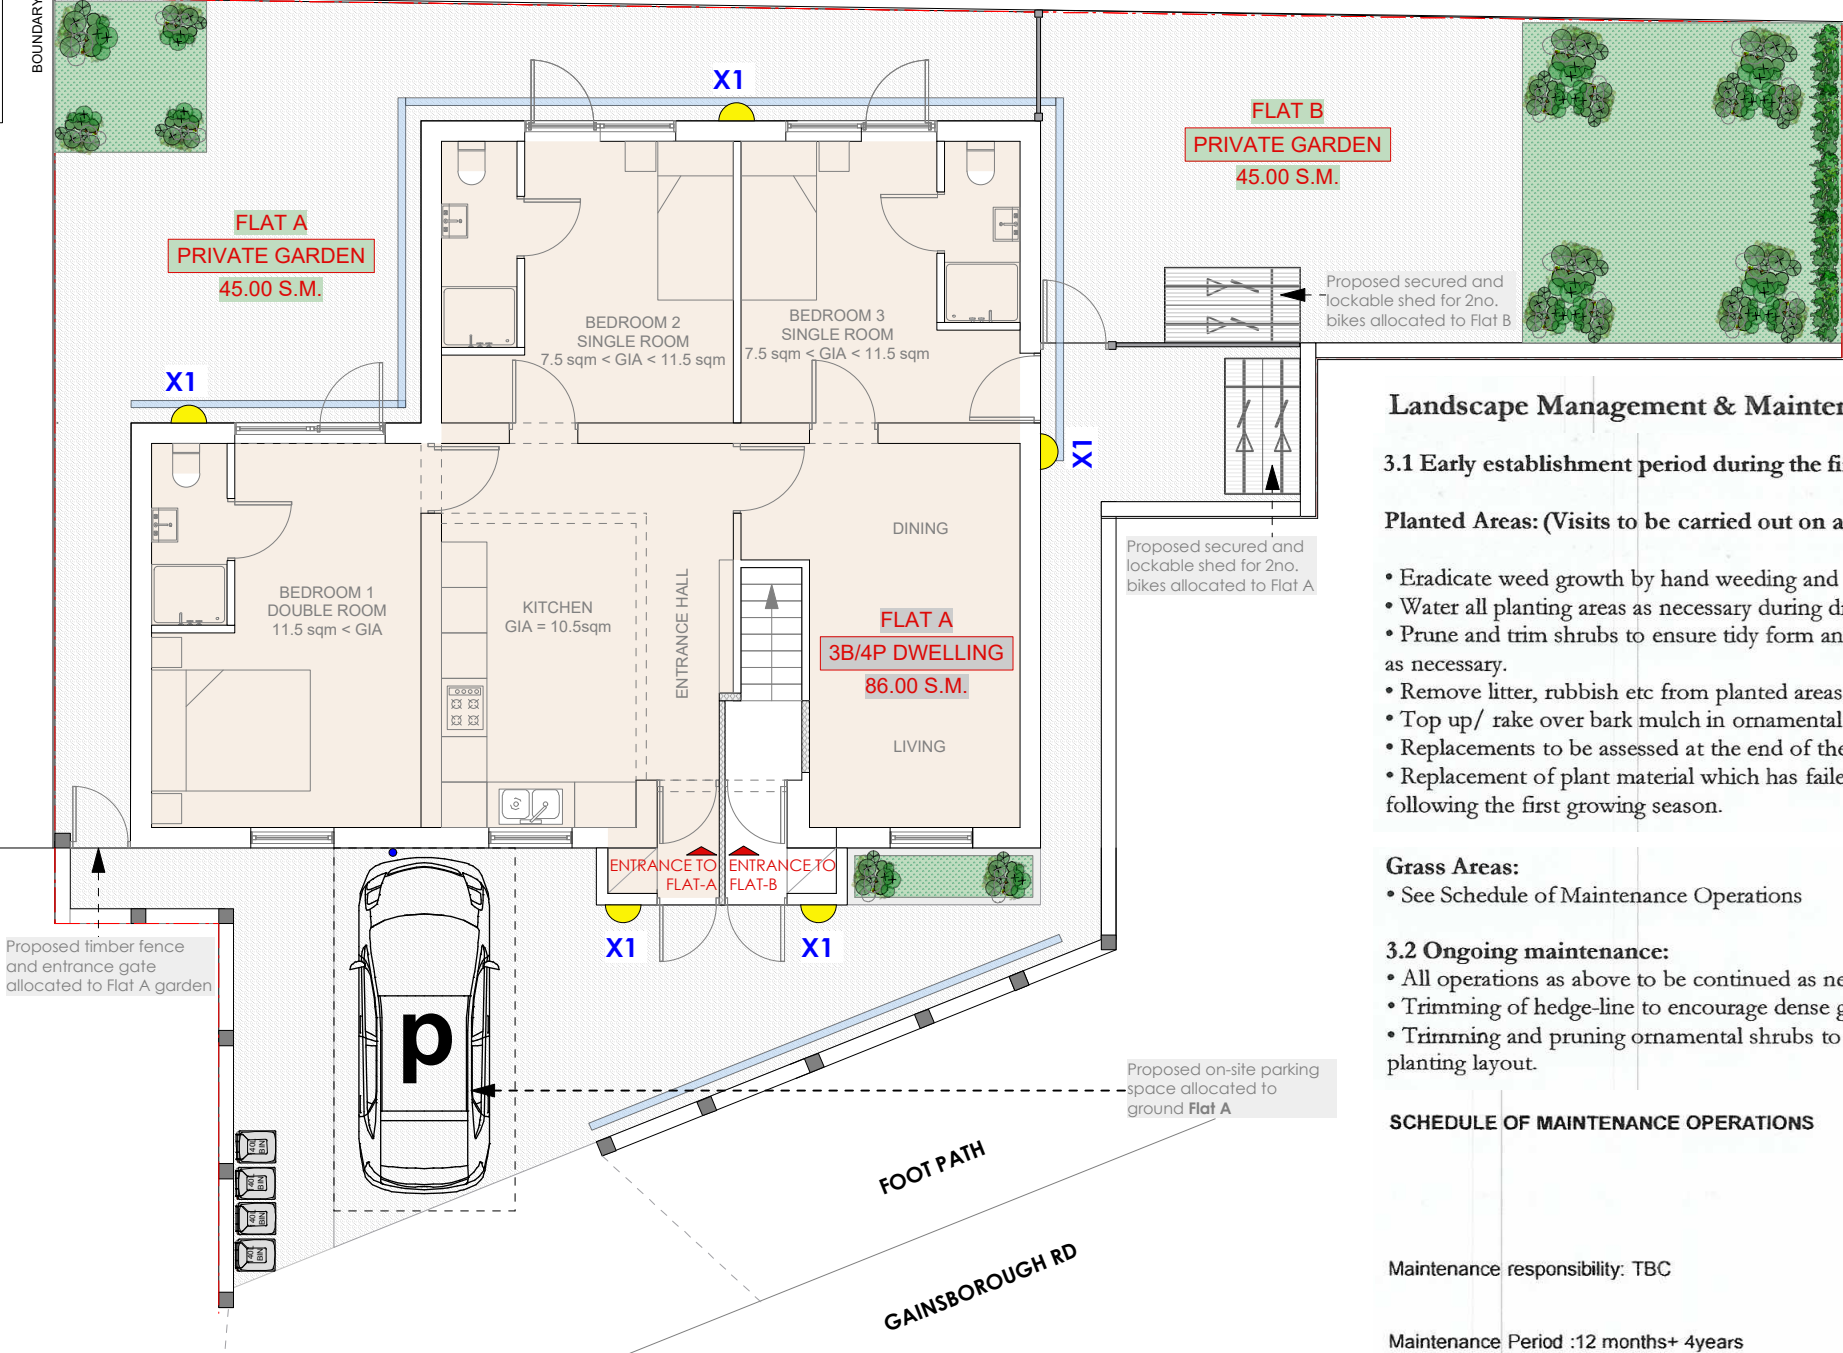 BOUNDARY
X1
FLAT B
PRIVATE GARDEN
45.00 S.M.
FLAT A
PRIVATE GARDEN
45.00 S.M.
Proposed secured and
lockable shed for 2no.
bikes allocated to Flat B
BEDROOM 2
SINGLE ROOM
7.5 sqm < GIA < 11.5 sqm
BEDROOM 3
SINGLE ROOM
7.5 sqm < GIA < 11.5 sqm
X1
X1
DINING
Proposed secured and
lockable shed for 2no.
bikes allocated to Flat A
BEDROOM 1
DOUBLE ROOM
11.5 sqm < GIA
KITCHEN
GIA = 10.5sqm
ENTRANCE HALL
FLAT A
3B/4P DWELLING
86.00 S.M.
LIVING
ENTRANCE TO
FLAT-A
ENTRANCE TO
FLAT-B
X1
X1
Proposed timber fence
and entrance gate
allocated to Flat A garden
p
Proposed on-site parking
space allocated to
ground Flat A
140L
BIN
140L
BIN
140L
BIN
140L
BIN
FOOT PATH
GAINSBOROUGH RD
Landscape Management & Mainten
3.1 Early establishment period during the fi
Planted Areas: (Visits to be carried out on a
• Eradicate weed growth by hand weeding and
• Water all planting areas as necessary during d
• Prune and trim shrubs to ensure tidy form an
as necessary.
• Remove litter, rubbish etc from planted areas
• Top up/ rake over bark mulch in ornamental
• Replacements to be assessed at the end of the
• Replacement of plant material which has faile
following the first growing season.
Grass Areas:
• See Schedule of Maintenance Operations
3.2 Ongoing maintenance:
• All operations as above to be continued as ne
• Trimming of hedge-line to encourage dense g
• Trimming and pruning ornamental shrubs to
planting layout.
SCHEDULE OF MAINTENANCE OPERATIONS
Maintenance responsibility: TBC
Maintenance Period :12 months+ 4years